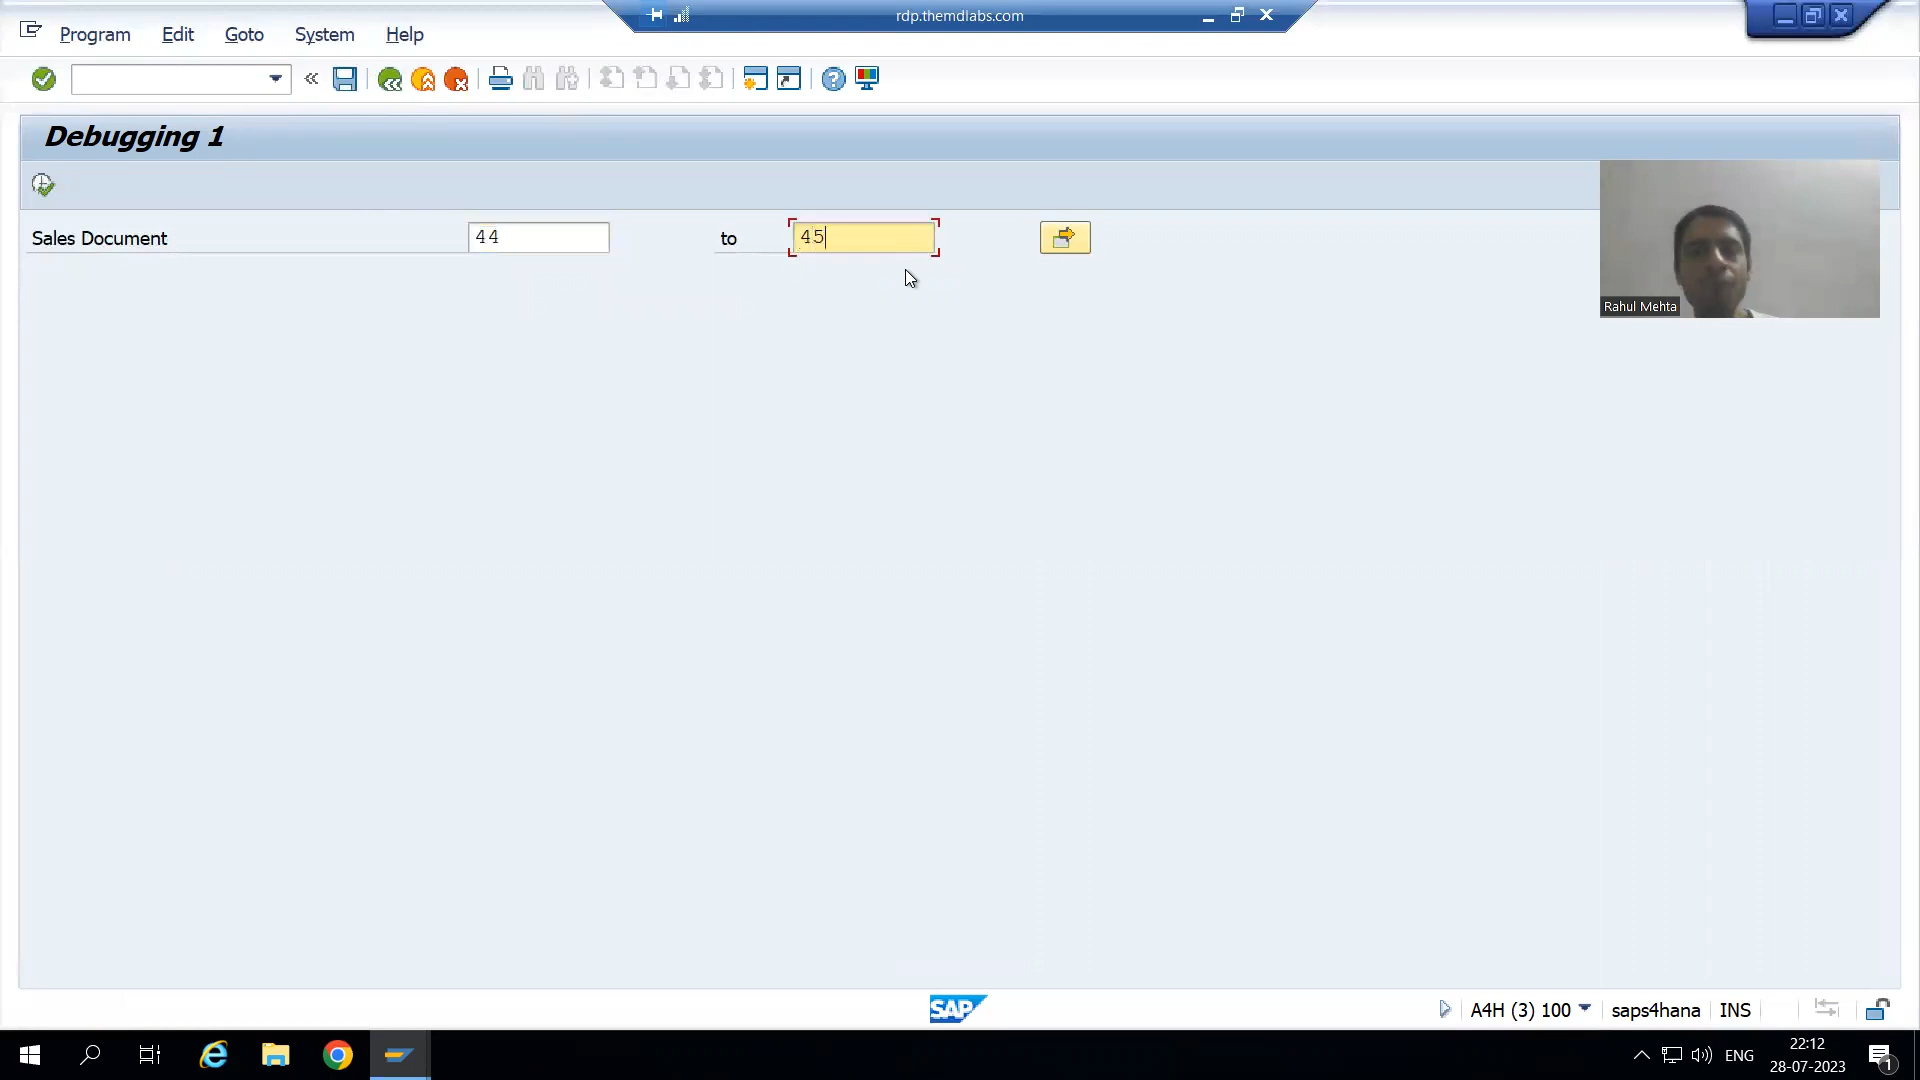 rdp.themdlabs.com
Program Edit Goto System Help
Debugging 1
Sales Document 44 to 45
Rahul Mehta
SAP
A4H (3) 100 saps4hana INS
ENG
22:12
28-07-2023
1